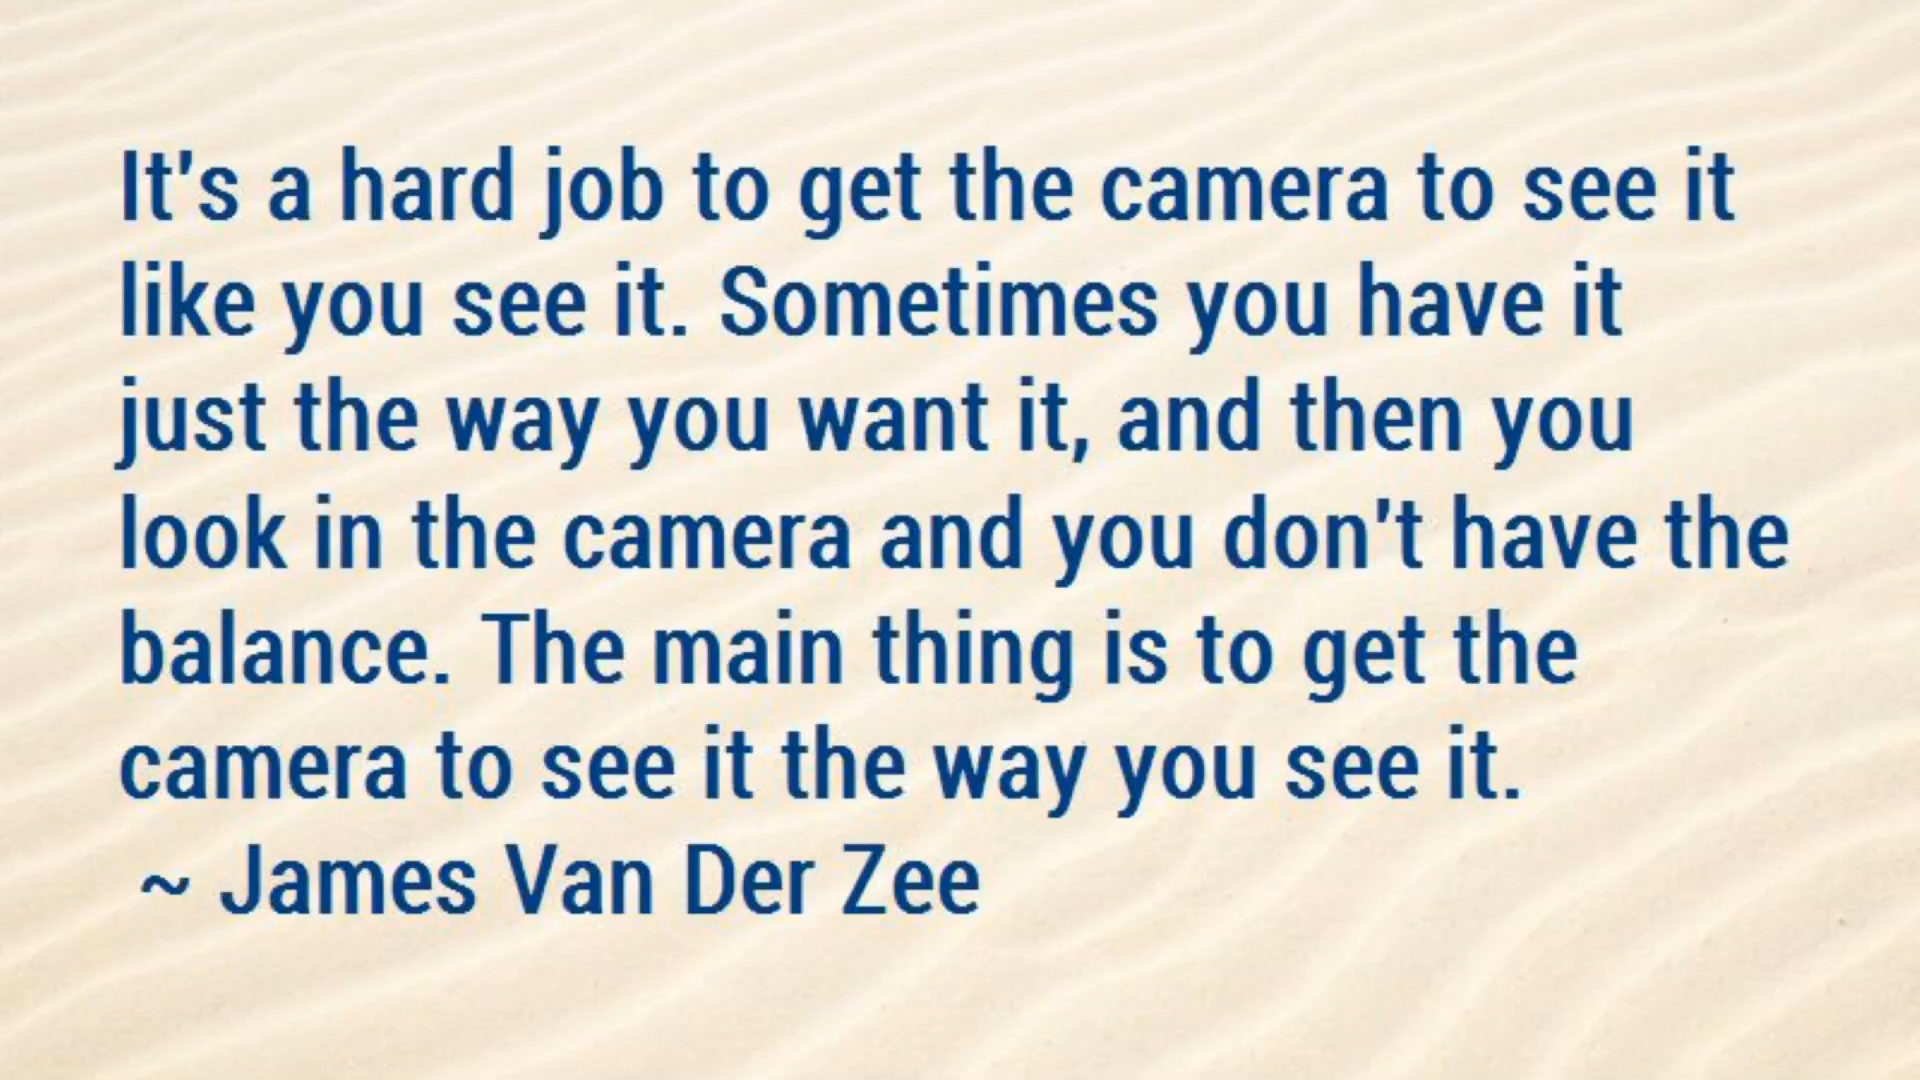 It's a hard job to get the camera to see it
like you see it. Sometimes you have it
just the way you want it, and then you
look in the camera and you don't have the
balance. The main thing is to get the
camera to see it the way you see it.
~ James Van Der Zee